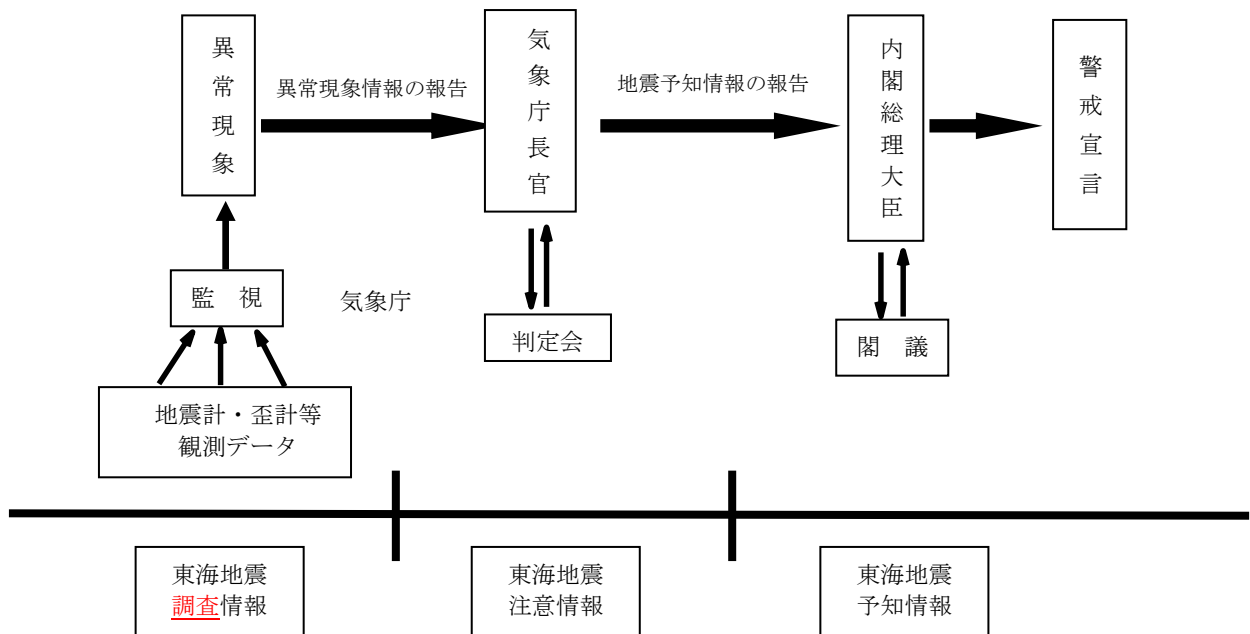 異常現象
異常現象情報の報告
気象庁長官
地震予知情報の報告
内閣総理大臣
警戒宣言
監　視
気象庁
判定会
閣　議
地震計・歪計等
観測データ
東海地震
調査情報
東海地震
注意情報
東海地震
予知情報